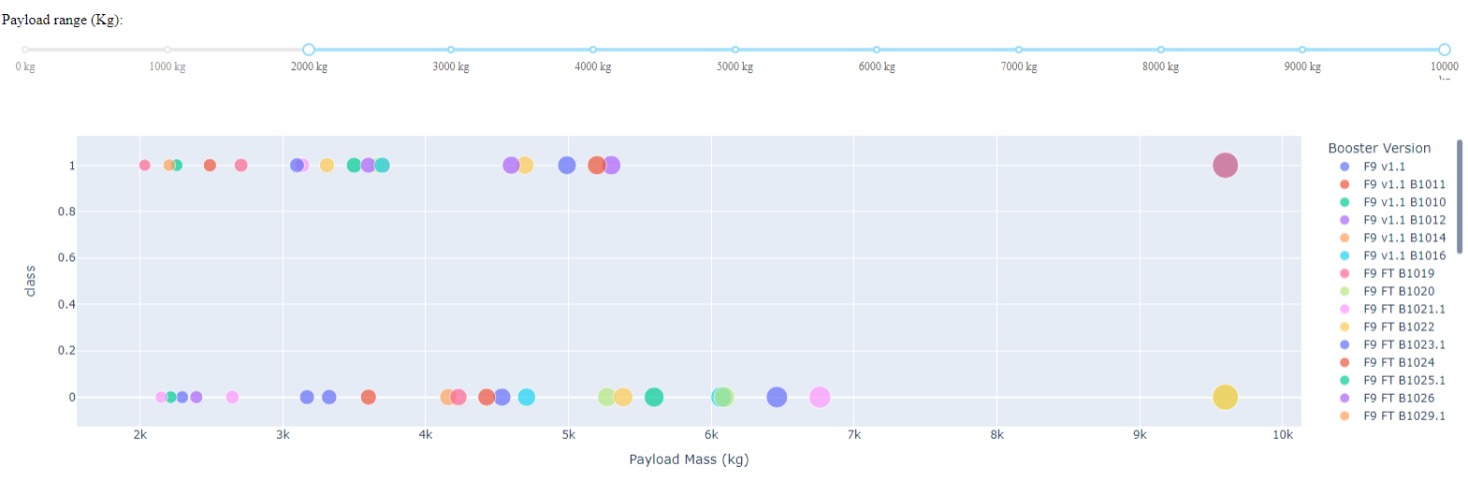 Payload range (Kg):
0 kg 1000 kg 2000 kg 3000 kg 4000 kg 5000 kg 6000 kg 7000 kg 8000 kg 9000 kg 10000
Booster Version
F9 v1.1
F9 v1.1 B1011
F9 v1.1 B1010
F9 v1.1 B1012
F9 v1.1 B1014
F9 v1.1 B1016
F9 FT B1019
F9 FT B1020
F9 FT B1021.1
F9 FT B1022
F9 FT B1023.1
F9 FT B1024
F9 FT B1025.1
F9 FT B1026
F9 FT B1029.1
1
0.8
0.6
0.4
0.2
0
class
2k 3k 4k 5k 6k 7k 8k 9k 10k
Payload Mass (kg)